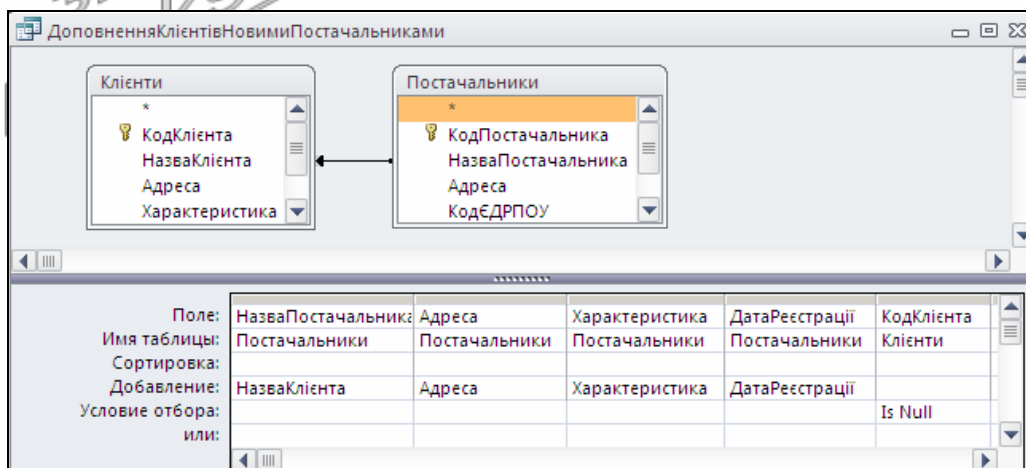 ДоповненняКлієнтівНовимиПостачальниками
Клієнти
*
КодКлієнта
НазваКлієнта
Адреса
Характеристика
Постачальники
*
КодПостачальника
НазваПостачальника
Адреса
КодЄДРПОУ
Поле: НазваПостачальника Адреса Характеристика ДатаРеєстрації КодКлієнта
Имя таблицы: Постачальники Постачальники Постачальники Постачальники Клієнти
Сортировка:
Добавление: НазваКлієнта Адреса Характеристика ДатаРеєстрації
Условие отбора: Is Null
или: